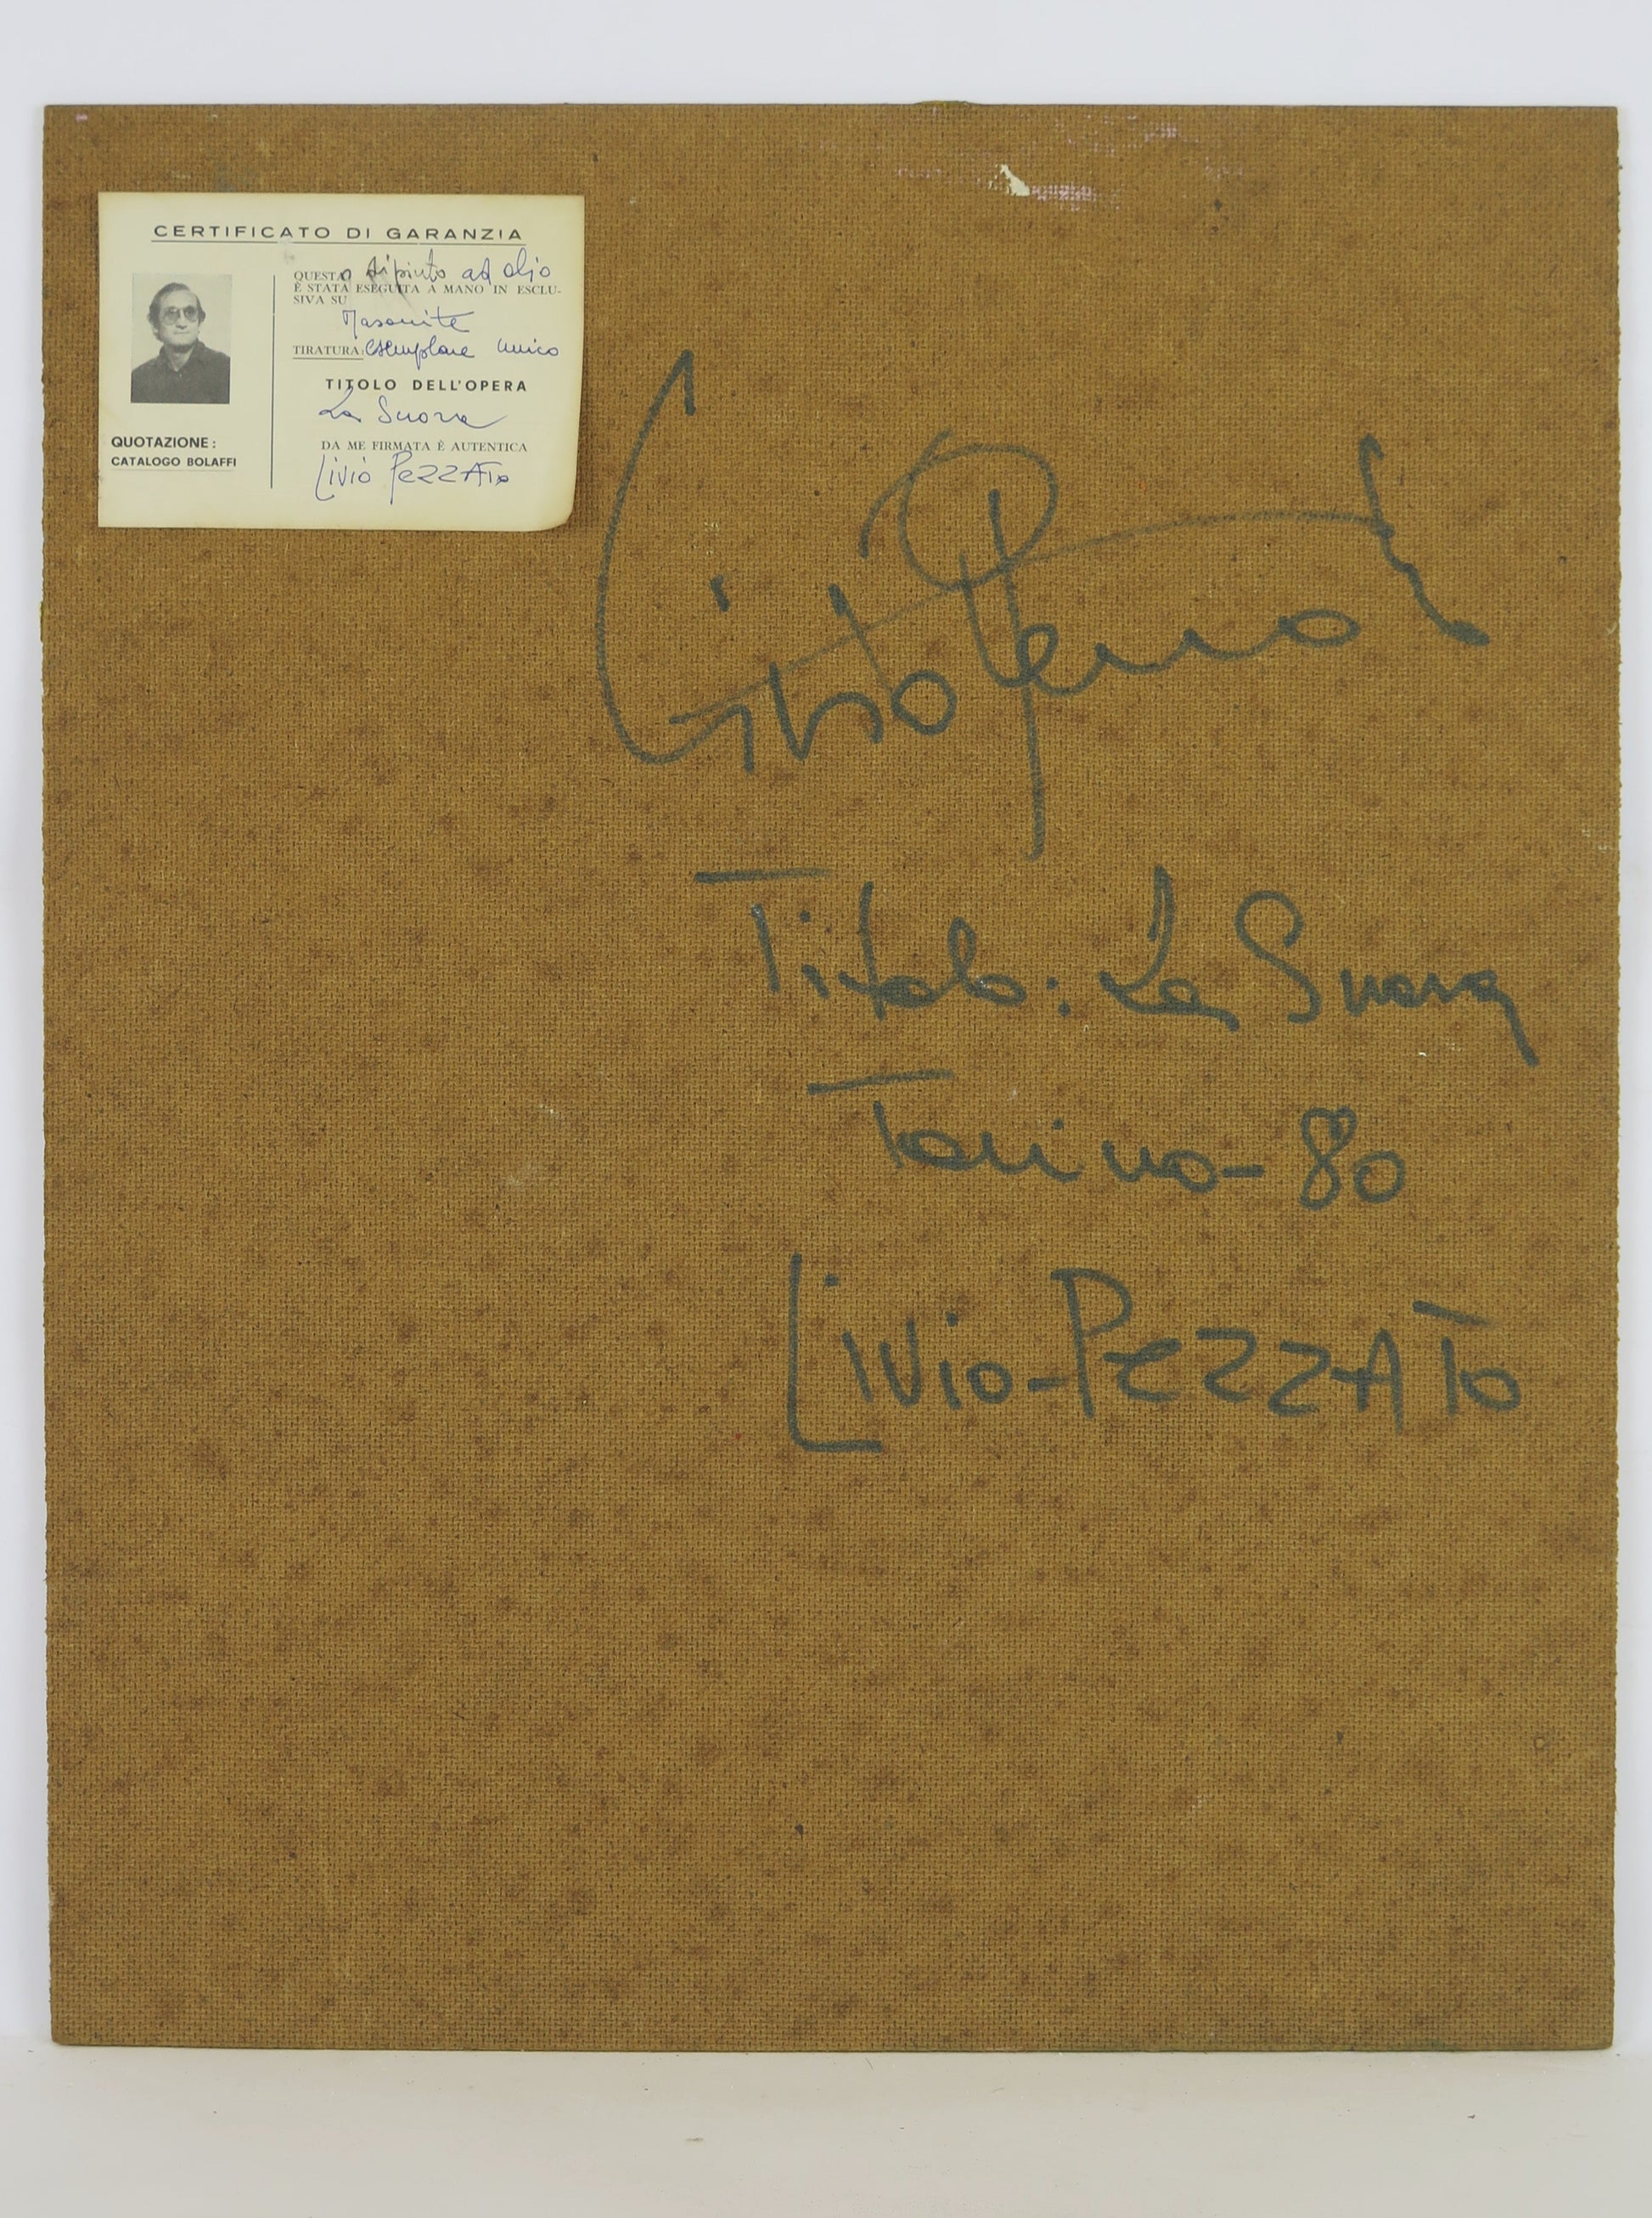 CERTIFICATO DI GARANZIA
QUESTAo dipinto ad olio
È STATA ESEGUITA A MANO IN ESCLU-
SIVA SU
Masonite
TIRATURA: esemplare unico
TITOLO DELL'OPERA
La Suora
DA ME FIRMATA È AUTENTICA
Livio PezzATo
QUOTAZIONE:
CATALOGO BOLAFFI
Titolo: La Suora
Torino-80
Livio-PezzATo